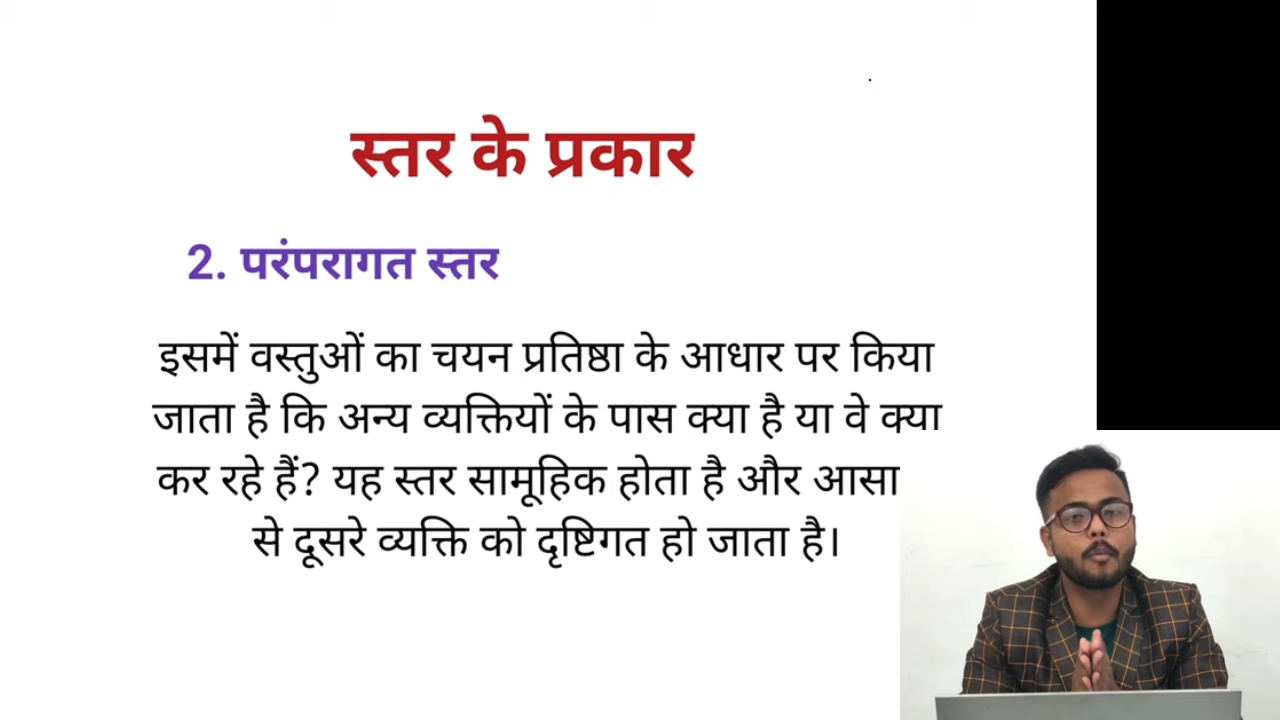 स्तर के प्रकार
2. परंपरागत स्तर
इसमें वस्तुओं का चयन प्रतिष्ठा के आधार पर किया
जाता है कि अन्य व्यक्तियों के पास क्या है या वे क्या
कर रहे हैं? यह स्तर सामूहिक होता है और
से दूसरे व्यक्ति को दृष्टिगत हो जाता है।